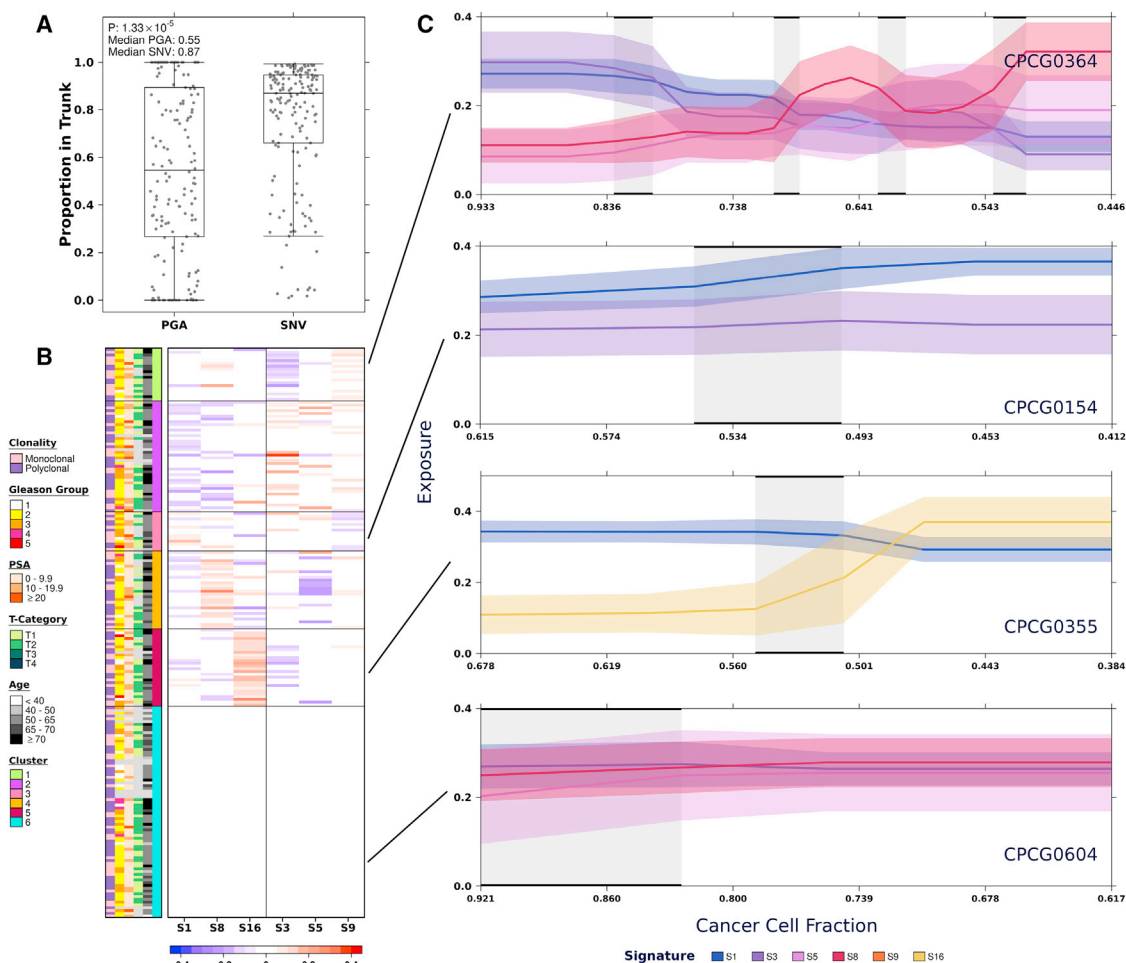 A
P: 1.33×10⁻⁵
Median PGA: 0.55
Median SNV: 0.87
Proportion in Trunk
1.0
0.8
0.6
0.4
0.2
0.0
PGA SNV
B
Clonality
Monoclonal
Polyclonal
Gleason Group
1
2
3
4
5
PSA
0 - 9.9
10 - 19.9
≥ 20
T-Category
T1
T2
T3
T4
Age
< 40
40 - 50
50 - 65
65 - 70
≥ 70
Cluster
1
2
3
4
5
6
S1 S8 S16 S3 S5 S9
C
Exposure
0.4
0.2
0.0
CPCG0364
0.933 0.836 0.738 0.641 0.543 0.446
0.4
0.2
0.0
CPCG0154
0.615 0.574 0.534 0.493 0.453 0.412
0.4
0.2
0.0
CPCG0355
0.678 0.619 0.560 0.501 0.443 0.384
0.4
0.2
0.0
CPCG0604
0.921 0.860 0.800 0.739 0.678 0.617
Cancer Cell Fraction
Signature S1 S3 S5 S8 S9 S16